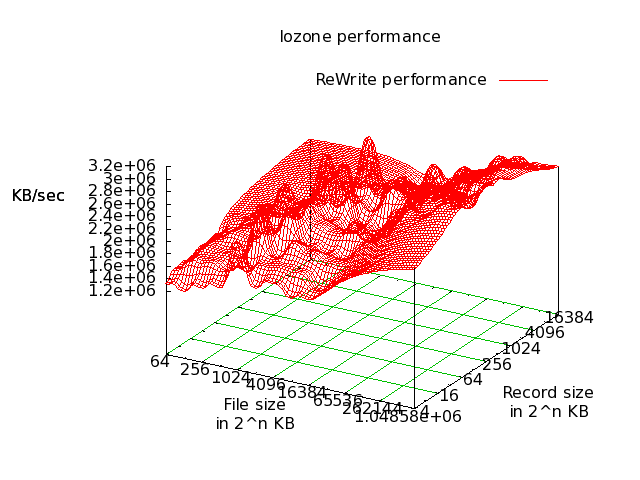 Iozone performance
ReWrite performance
3.2e+06
3e+06
2.8e+06
2.6e+06
2.4e+06
2.2e+06
2e+06
1.8e+06
1.6e+06
1.4e+06
1.2e+06
KB/sec
64
256
1024
4096
16384
65536
262144
1.04858e+06
File size
in 2^n KB
4
16
64
256
1024
4096
16384
Record size
in 2^n KB